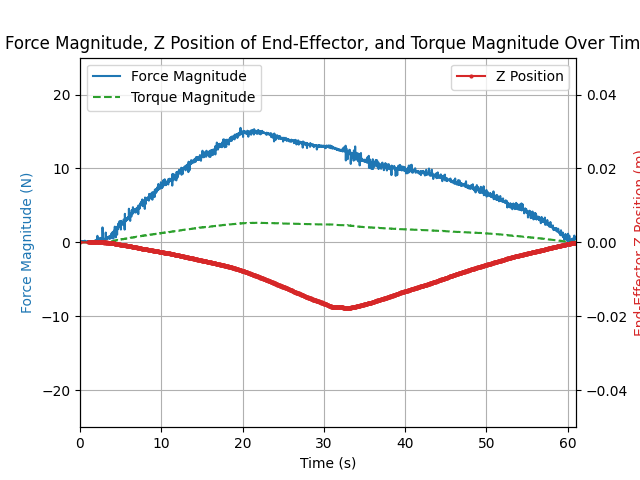 Force Magnitude, Z Position of End-Effector, and Torque Magnitude Over Tim
Force Magnitude
Torque Magnitude
Z Position
20
10
0
−10
−20
0.04
0.02
0.00
−0.02
−0.04
Force Magnitude (N)
End-Effector Z Position (m)
0 10 20 30 40 50 60
Time (s)